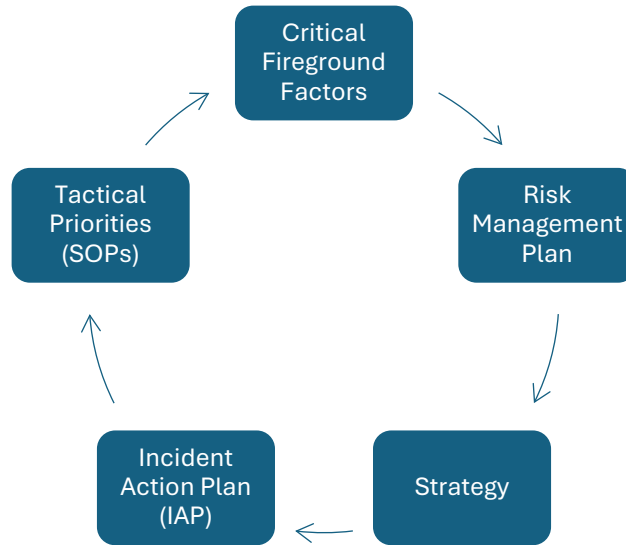 Critical
Fireground
Factors
Risk
Management
Plan
Strategy
Incident
Action Plan
(IAP)
Tactical
Priorities
(SOPs)